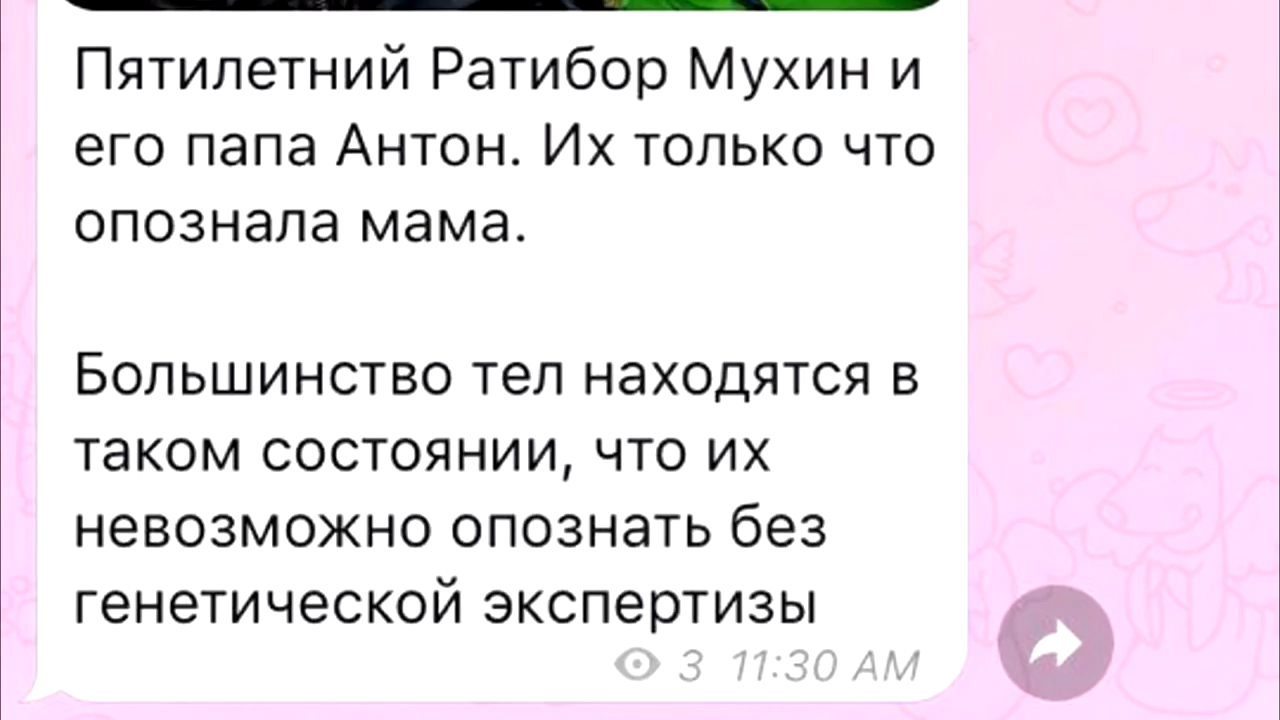 Пятилетний Ратибор Мухин и
его папа Антон. Их только что
опознала мама.
Большинство тел находятся в
таком состоянии, что их
невозможно опознать без
генетической экспертизы
3 11:30 AM